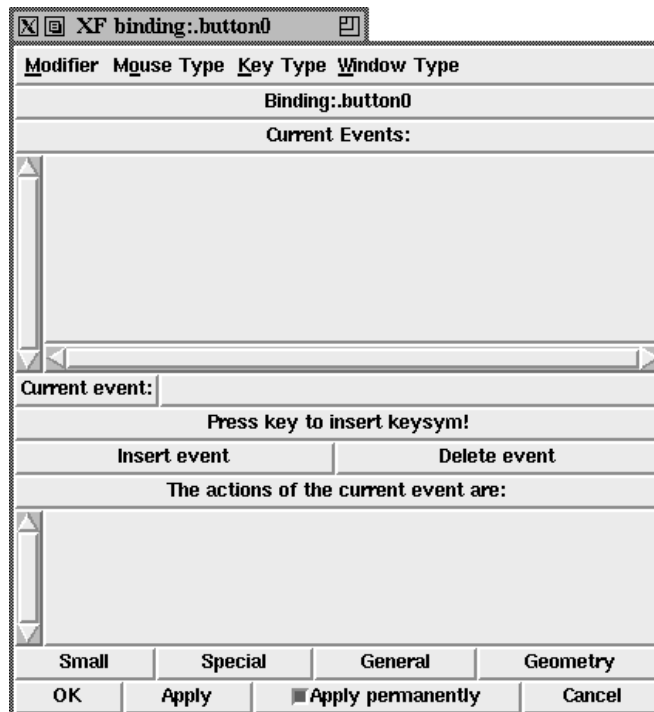 XF binding:.button0
Modifier Mouse Type Key Type Window Type
Binding:.button0
Current Events:
Current event:
Press key to insert keysym!
Insert event Delete event
The actions of the current event are:
Small Special General Geometry
OK Apply Apply permanently Cancel